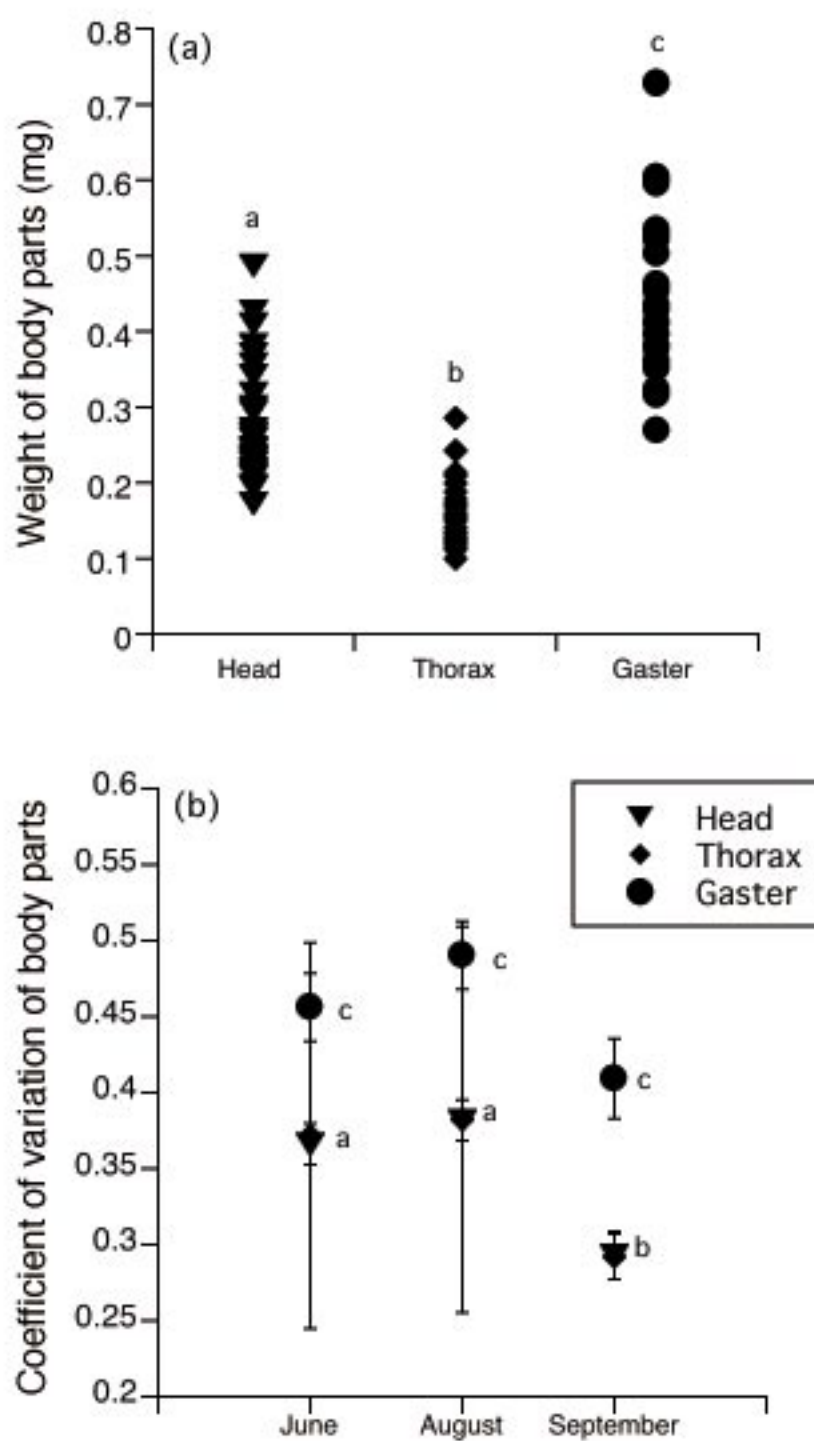 (a)
Weight of body parts (mg)
0.8
0.7
0.6
0.5
0.4
0.3
0.2
0.1
0
a
b
c
Head
Thorax
Gaster
(b)
Coefficient of variation of body parts
0.6
0.55
0.5
0.45
0.4
0.35
0.3
0.25
0.2
Head
Thorax
Gaster
c
a
c
a
c
b
June
August
September